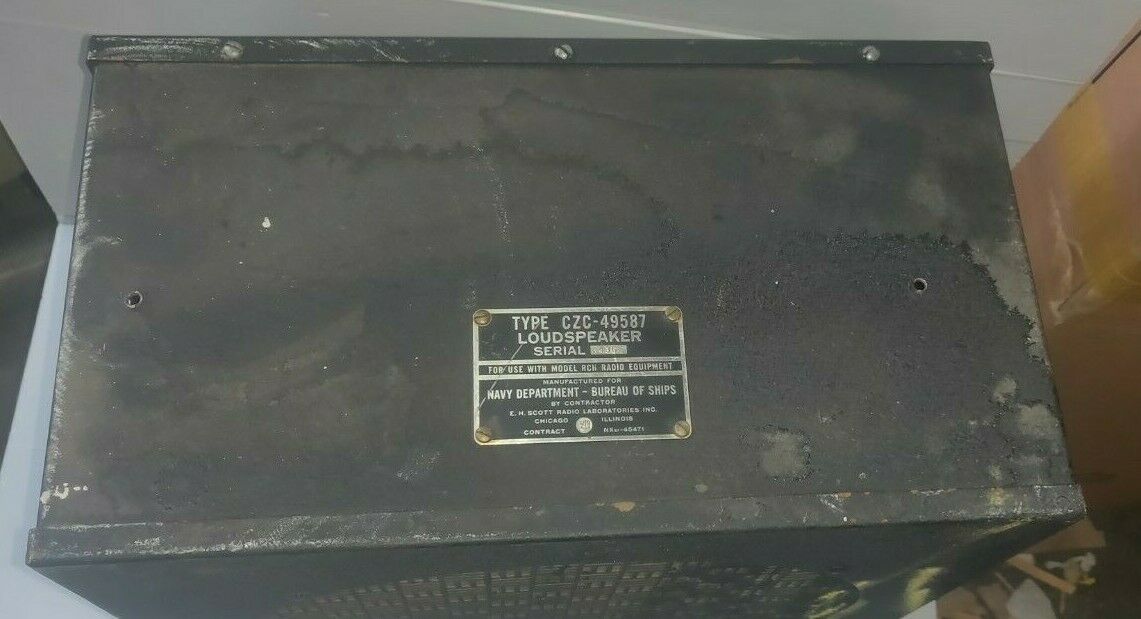 TYPE CZC-49587
LOUDSPEAKER
SERIAL
FOR USE WITH MODEL RCH RADIO EQUIPMENT
MANUFACTURED FOR
NAVY DEPARTMENT - BUREAU OF SHIPS
BY CONTRACTOR
E. H. SCOTT RADIO LABORATORIES INC.
CHICAGO ILLINOIS
CONTRACT NXsr-45471